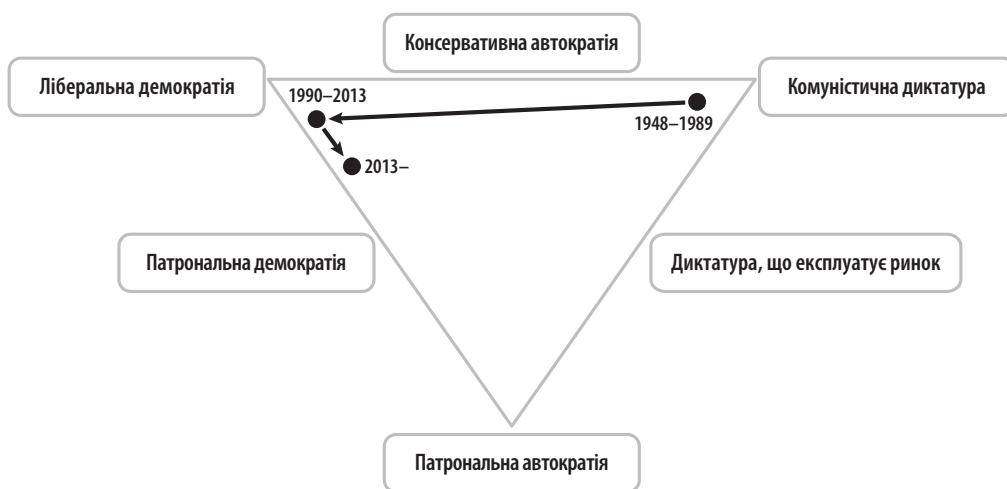 Консервативна автократія
Ліберальна демократія
Комуністична диктатура
1990–2013
1948–1989
2013–
Патрональна демократія
Диктатура, що експлуатує ринок
Патрональна автократія